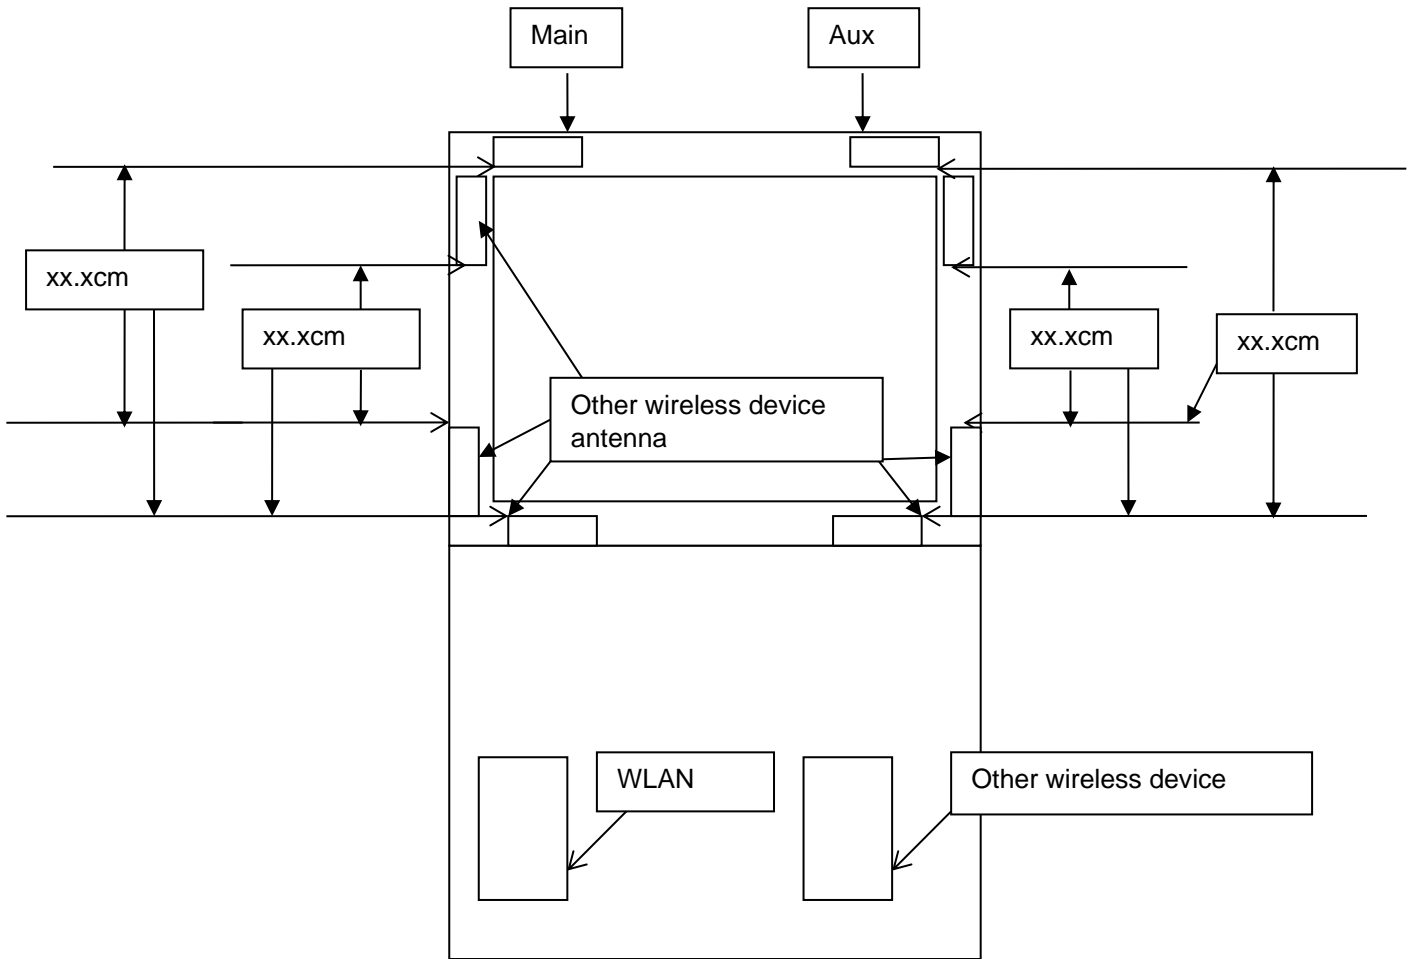 Main
Aux
xx.xcm
xx.xcm
xx.xcm
xx.xcm
Other wireless device
antenna
WLAN
Other wireless device